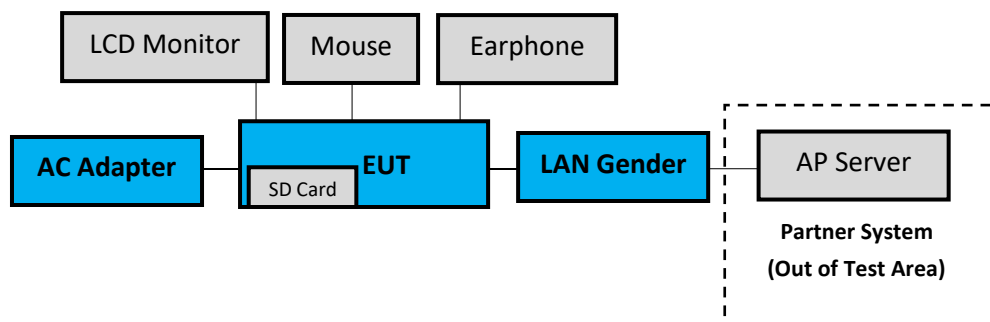 LCD Monitor
Mouse
Earphone
AC Adapter
EUT
SD Card
LAN Gender
AP Server
Partner System
(Out of Test Area)